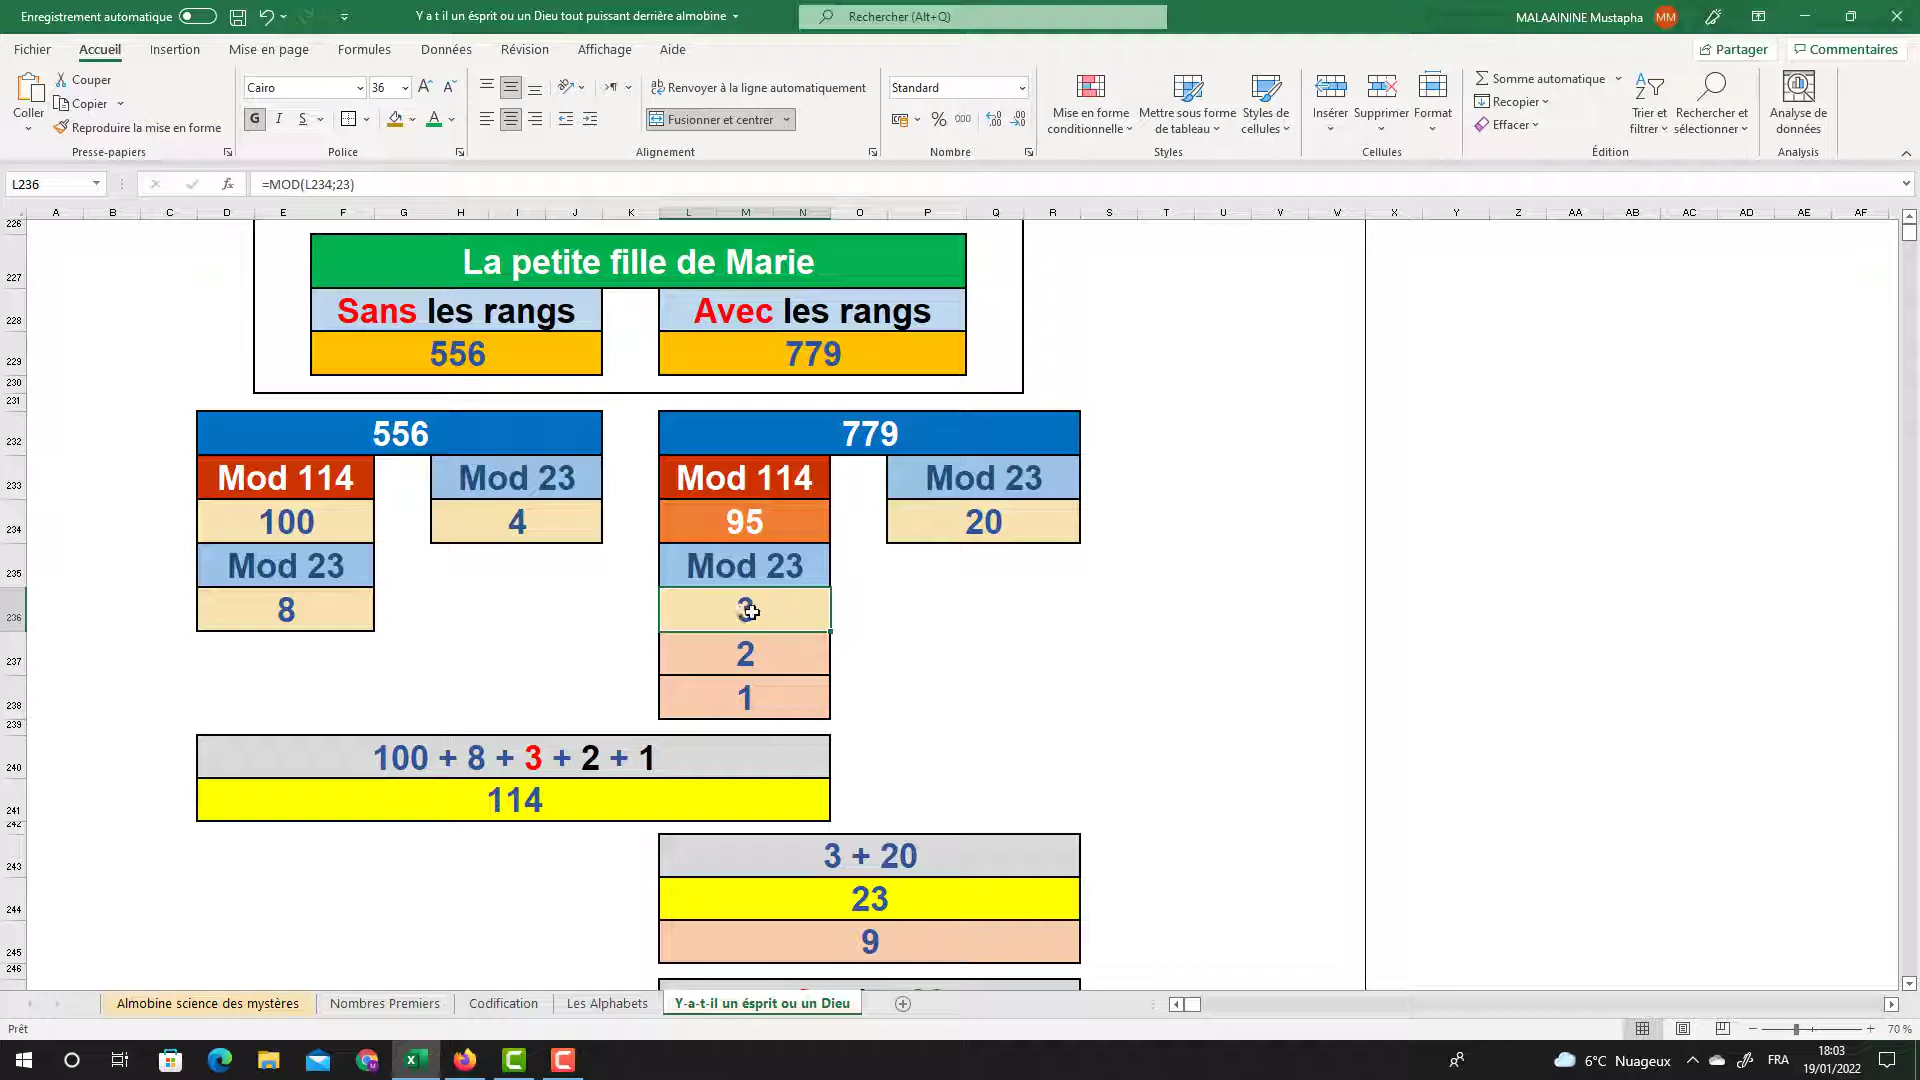 Enregistrement automatique
Y a t il un ésprit ou un Dieu tout puissant derrière almobine
Rechercher (Alt+Q)
MALAAININE Mustapha
MM
Fichier Accueil Insertion Mise en page Formules Données Révision Affichage Aide
Partager
Commentaires
Coller
Couper
Copier
Reproduire la mise en forme
Presse-papiers
Cairo 36
G I S
Police
Renvoyer à la ligne automatiquement
Fusionner et centrer
Alignement
Standard
% 000
Nombre
Mise en forme conditionnelle
Mettre sous forme de tableau
Styles de cellules
Styles
Insérer
Supprimer
Format
Cellules
Somme automatique
Recopier
Effacer
Trier et filtrer
Rechercher et sélectionner
Édition
Analyse de données
Analysis
L236
fx
=MOD(L234;23)
A B C D E F G H I J K L M N O P Q R S T U V W X Y Z AA AB AC AD AE AF
226
227 La petite fille de Marie
228 Sans les rangs Avec les rangs
229 556 779
230
231
232 556 779
233 Mod 114 Mod 23 Mod 114 Mod 23
234 100 4 95 20
235 Mod 23 Mod 23
236 8 3
237 2
238 1
239
240 100 + 8 + 3 + 2 + 1
241 114
242
243 3 + 20
244 23
245 9
246
Almobine science des mystères Nombres Premiers Codification Les Alphabets Y-a-t-il un ésprit ou un Dieu
Prêt
70 %
6°C Nuageux
FRA
18:03
19/01/2022